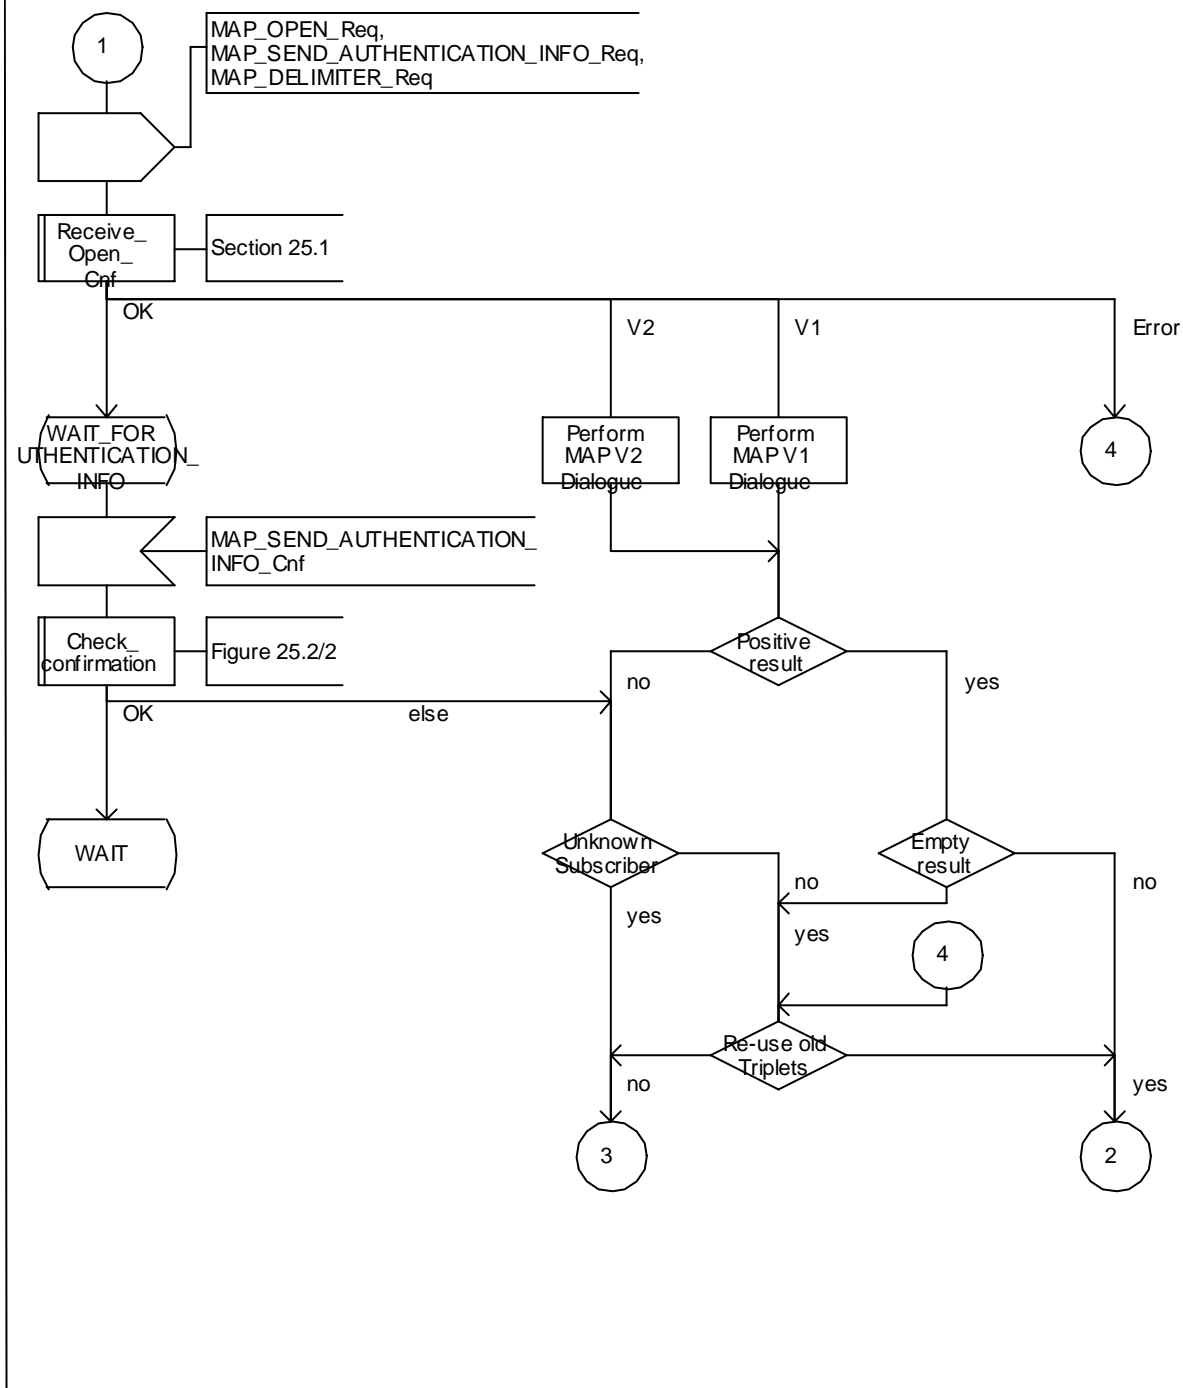 1
MAP_OPEN_Req,
MAP_SEND_AUTHENTICATION_INFO_Req,
MAP_DELIMITER_Req
Receive_
Open_
Cnf
Section 25.1
OK
V2
V1
Error
WAIT_FOR
UTHENTICATION_
INFO
Perform
MAP V2
Dialogue
Perform
MAP V1
Dialogue
4
MAP_SEND_AUTHENTICATION_
INFO_Cnf
Check_
confirmation
Figure 25.2/2
Positive
result
no
yes
OK
else
WAIT
Unknown
Subscriber
Empty
result
no
no
yes
yes
4
Re-use old
Triplets
no
yes
3
2